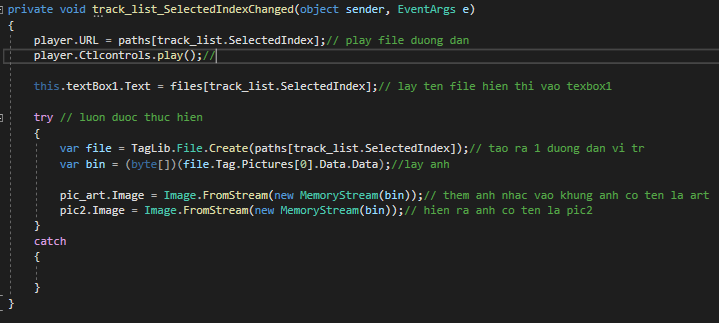 private void track_list_SelectedIndexChanged(object sender, EventArgs e)
{
player.URL = paths[track_list.SelectedIndex];// play file duong dan
player.Ctlcontrols.play();//
this.textBox1.Text = files[track_list.SelectedIndex];// lay ten file hien thi vao texbox1
try // luon duoc thuc hien
{
var file = TagLib.File.Create(paths[track_list.SelectedIndex]);// tao ra 1 duong dan vi tr
var bin = (byte[])(file.Tag.Pictures[0].Data.Data);//lay anh
pic_art.Image = Image.FromStream(new MemoryStream(bin));// them anh nhac vao khung anh co ten la art
pic2.Image = Image.FromStream(new MemoryStream(bin));// hien ra anh co ten la pic2
}
catch
{
}
}